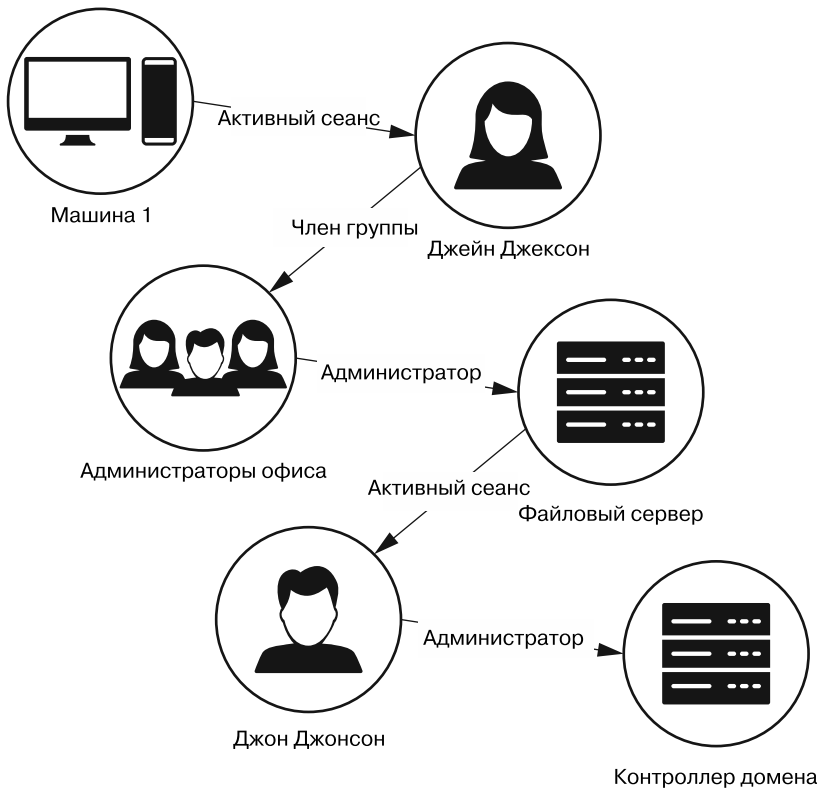 Активный сеанс
Машина 1
Член группы
Джейн Джексон
Администратор
Администраторы офиса
Активный сеанс
Файловый сервер
Администратор
Джон Джонсон
Контроллер домена